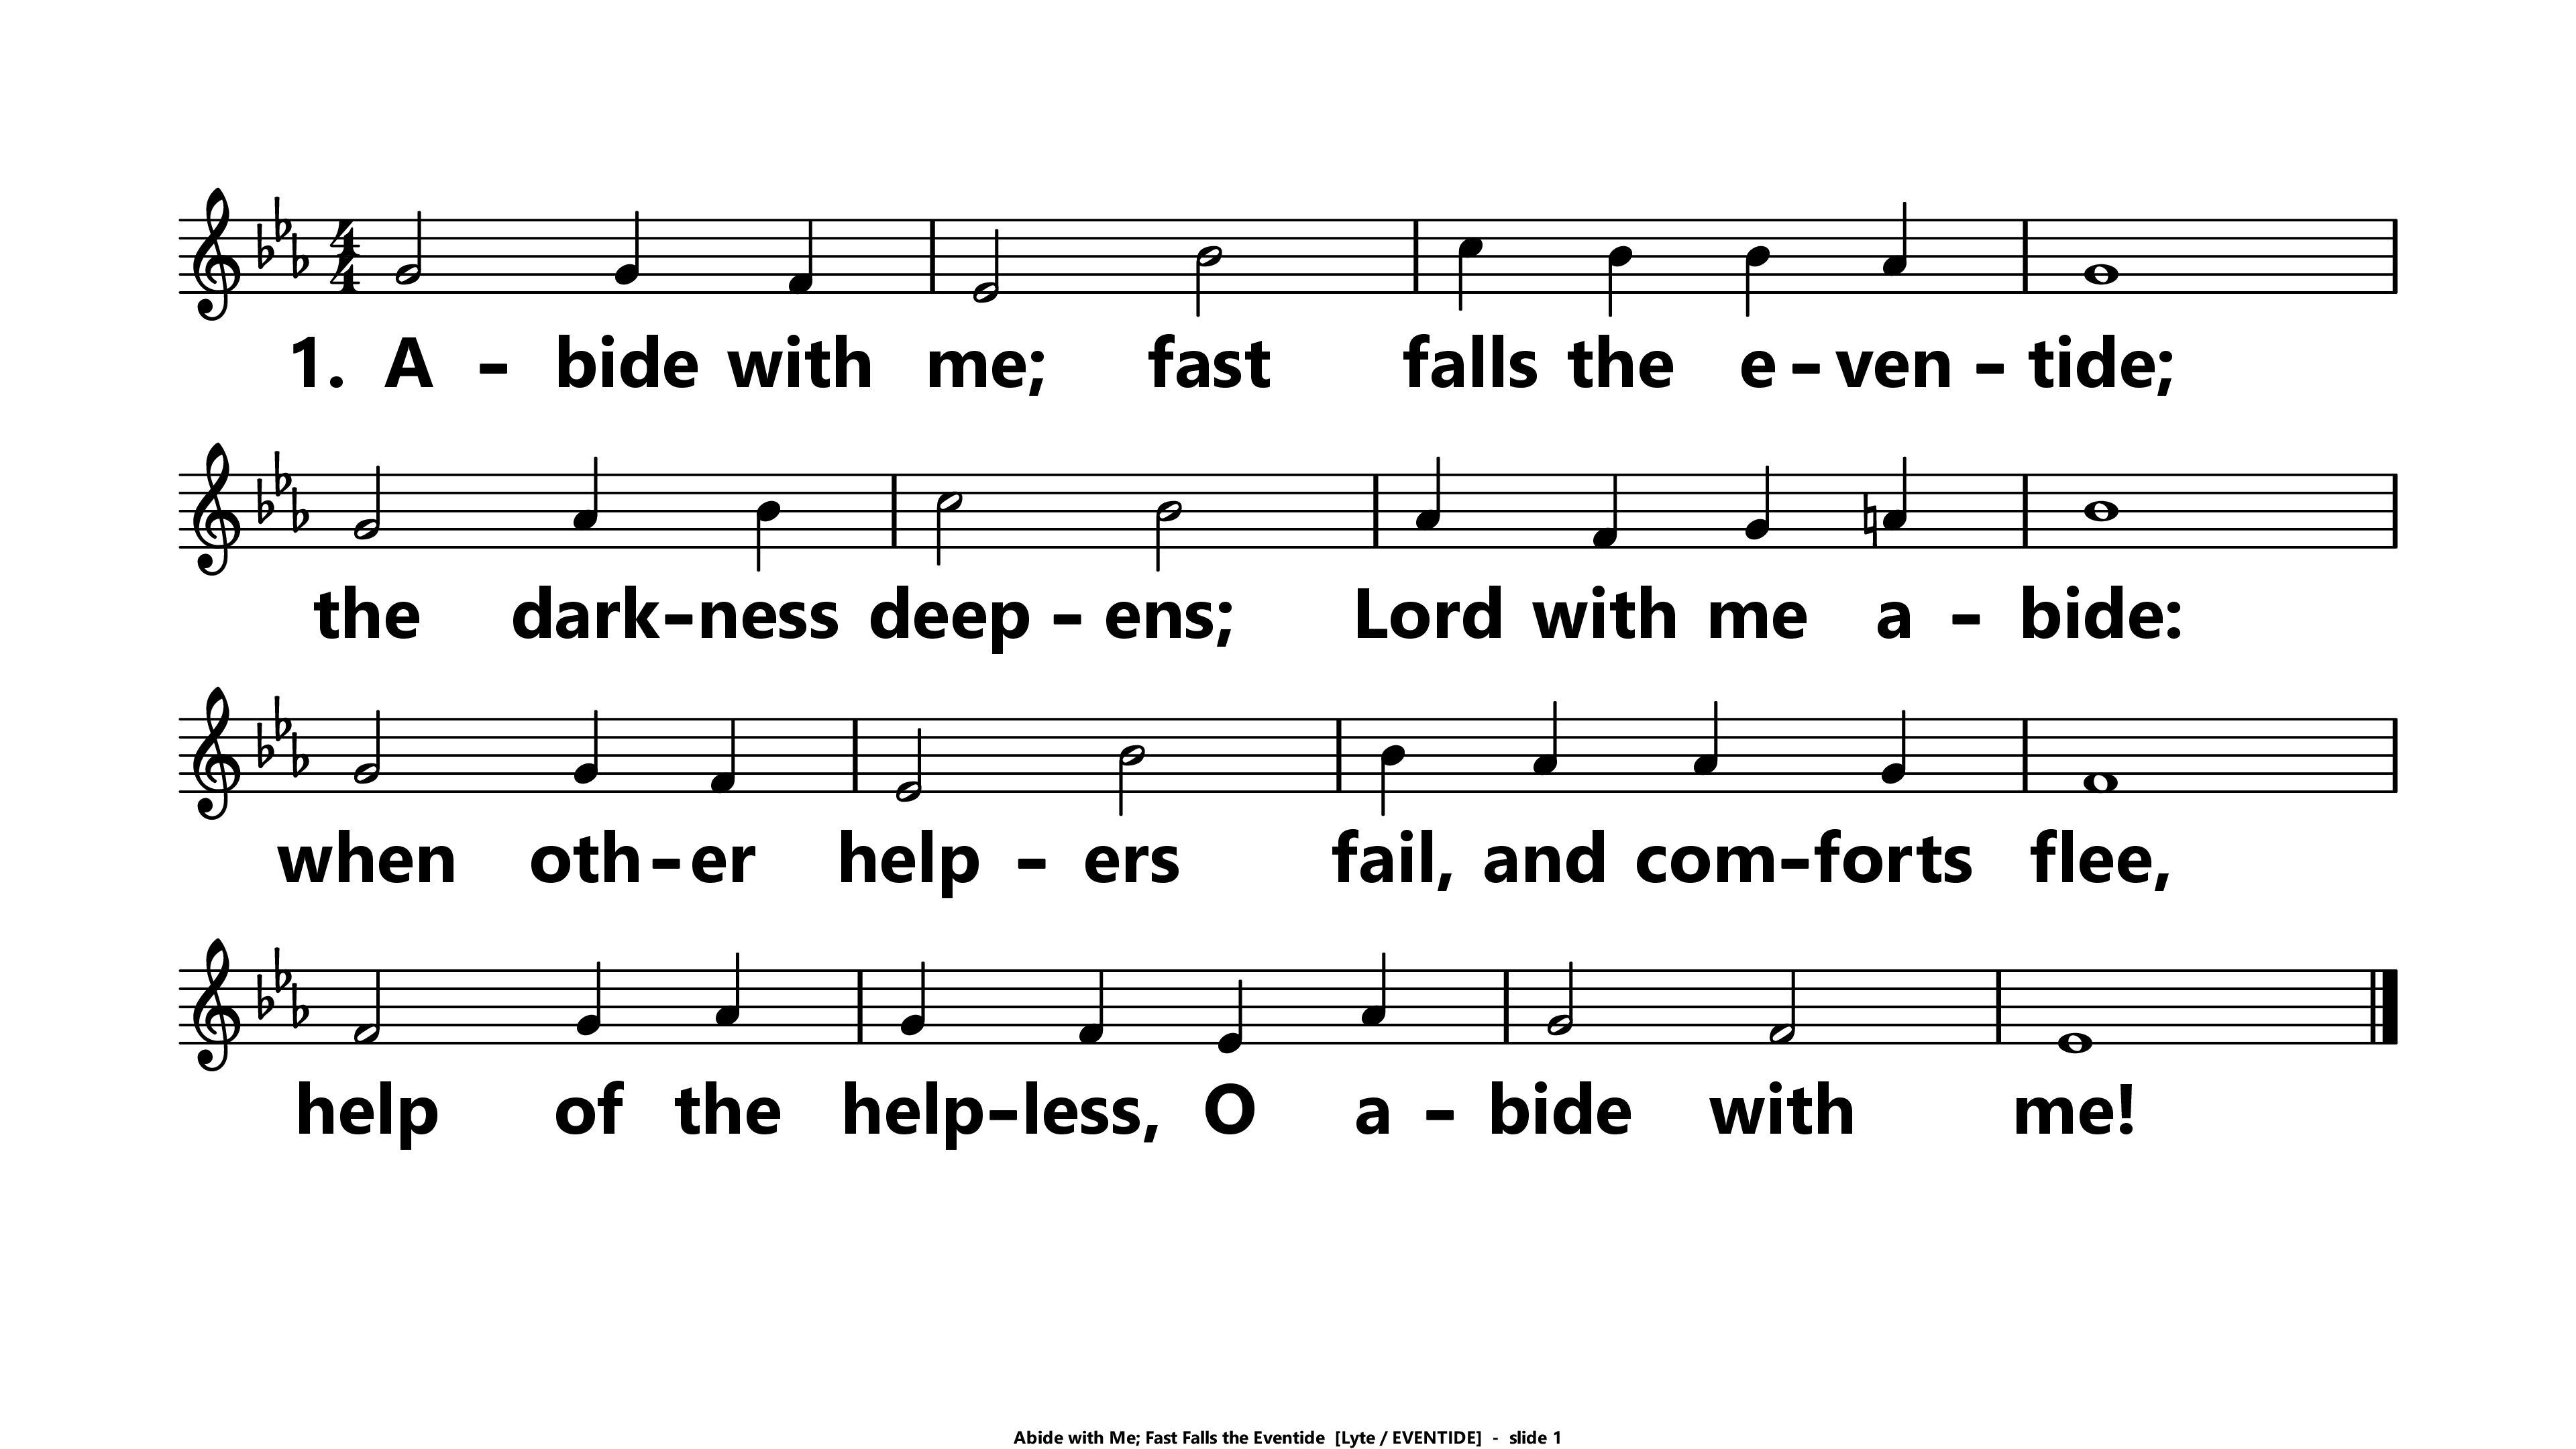 1. A - bide with me; fast falls the e - ven - tide;
the dark - ness deep - ens; Lord with me a - bide:
when oth - er help - ers fail, and com - forts flee,
help of the help - less, O a - bide with me!
Abide with Me; Fast Falls the Eventide [Lyte / EVENTIDE] - slide 1